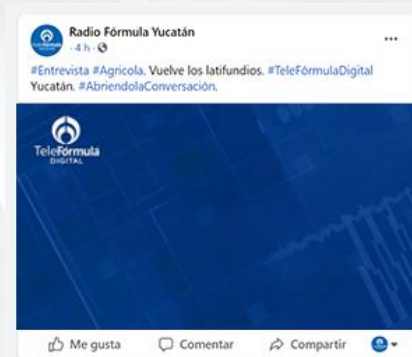 Radio Fórmula Yucatán
· 4 h ·
#Entrevista #Agricola. Vuelve los latifundios. #TeleFórmulaDigital
Yucatán. #AbriendolaConversación.
TeleFórmula
DIGITAL
Me gusta
Comentar
Compartir